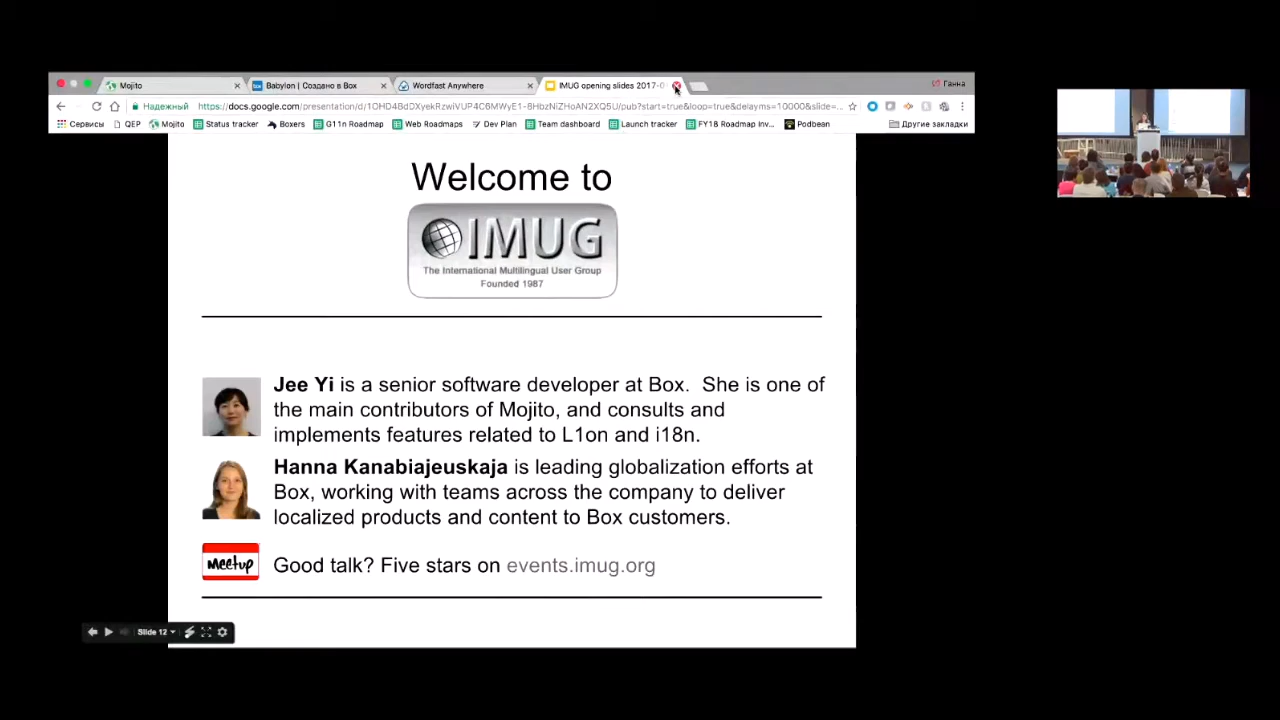 Mojito
Babylon | Создано в Box
Wordfast Anywhere
IMUG opening slides 2017-0
Ганна
Надежный
Сервисы
QEP
Mojito
Status tracker
Boxers
G11n Roadmap
Web Roadmaps
Dev Plan
Team dashboard
Launch tracker
FY18 Roadmap Inv...
Podbean
Другие закладки
Welcome to
IMUG
The International Multilingual User Group
Founded 1987
Jee Yi is a senior software developer at Box. She is one of
the main contributors of Mojito, and consults and
implements features related to L1on and i18n.
Hanna Kanabiajeuskaja is leading globalization efforts at
Box, working with teams across the company to deliver
localized products and content to Box customers.
Meetup
Good talk? Five stars on events.imug.org
Slide 12